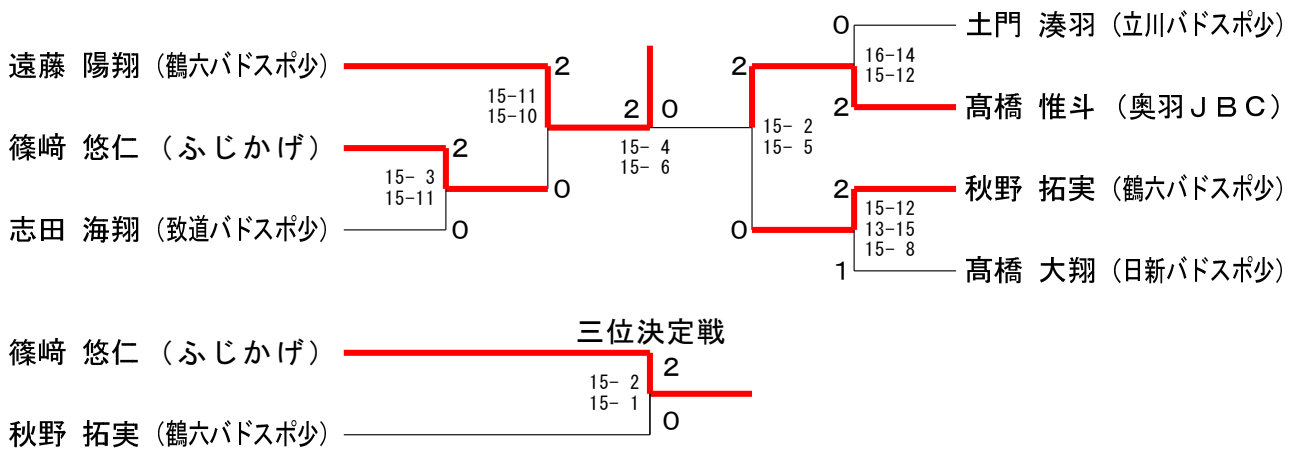 遠藤 陽翔（鶴六バドスポ少）
2
15-11
15-10
篠﨑 悠仁（ふじかげ）
2
15- 3
15-11
0
志田 海翔（致道バドスポ少）
0
2
0
15- 4
15- 6
土門 湊羽（立川バドスポ少）
0
16-14
15-12
2
髙橋 惟斗（奥羽ＪＢＣ）
2
15- 2
15- 5
秋野 拓実（鶴六バドスポ少）
2
15-12
13-15
15- 8
0
髙橋 大翔（日新バドスポ少）
1
三位決定戦
篠﨑 悠仁（ふじかげ）
2
15- 2
15- 1
秋野 拓実（鶴六バドスポ少）
0